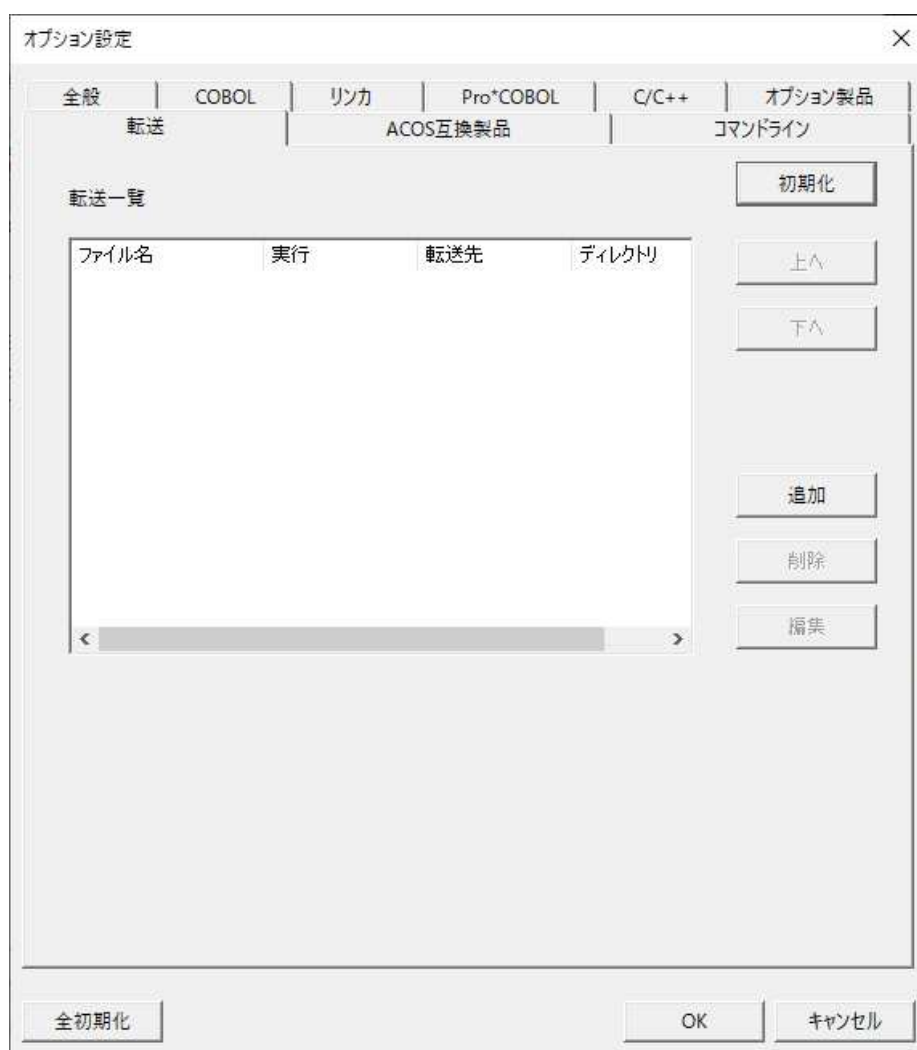 オプション設定
全般 COBOL リンカ Pro*COBOL C/C++ オプション製品
転送 ACOS互換製品 コマンドライン
初期化
転送一覧
ファイル名 実行 転送先 ディレクトリ
上へ
下へ
追加
削除
編集
全初期化 OK キャンセル